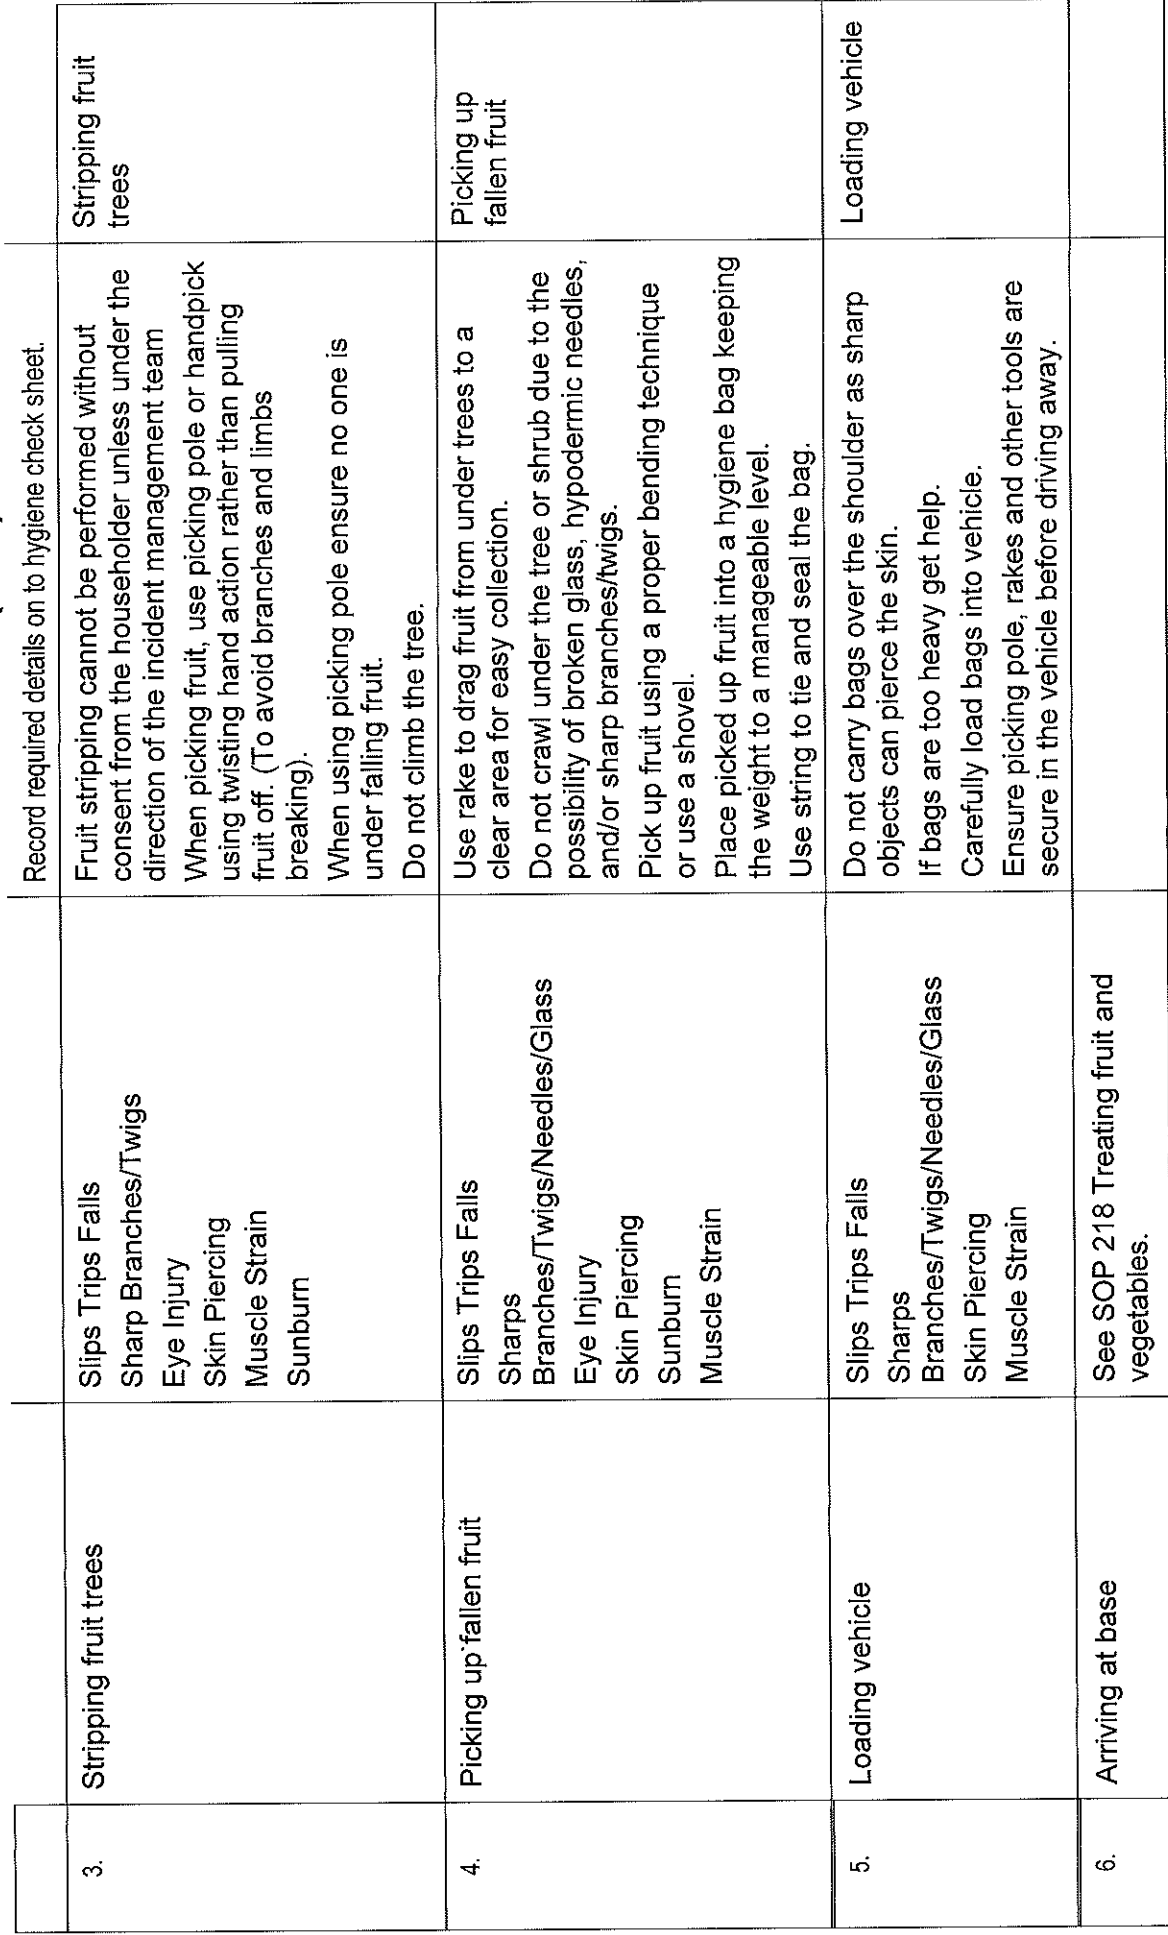 Record required details on to hygiene check sheet.
3.
Stripping fruit trees
Slips Trips Falls
Sharp Branches/Twigs
Eye Injury
Skin Piercing
Muscle Strain
Sunburn
Fruit stripping cannot be performed without
consent from the householder unless under the
direction of the incident management team
When picking fruit, use picking pole or handpick
using twisting hand action rather than pulling
fruit off. (To avoid branches and limbs
breaking).
When using picking pole ensure no one is
under falling fruit.
Do not climb the tree.
Stripping fruit
trees
4.
Picking up fallen fruit
Slips Trips Falls
Sharps
Branches/Twigs/Needles/Glass
Eye Injury
Skin Piercing
Sunburn
Muscle Strain
Use rake to drag fruit from under trees to a
clear area for easy collection.
Do not crawl under the tree or shrub due to the
possibility of broken glass, hypodermic needles,
and/or sharp branches/twigs.
Pick up fruit using a proper bending technique
or use a shovel.
Place picked up fruit into a hygiene bag keeping
the weight to a manageable level.
Use string to tie and seal the bag.
Picking up
fallen fruit
5.
Loading vehicle
Slips Trips Falls
Sharps
Branches/Twigs/Needles/Glass
Skin Piercing
Muscle Strain
Do not carry bags over the shoulder as sharp
objects can pierce the skin.
If bags are too heavy get help.
Carefully load bags into vehicle.
Ensure picking pole, rakes and other tools are
secure in the vehicle before driving away.
Loading vehicle
6.
Arriving at base
See SOP 218 Treating fruit and
vegetables.